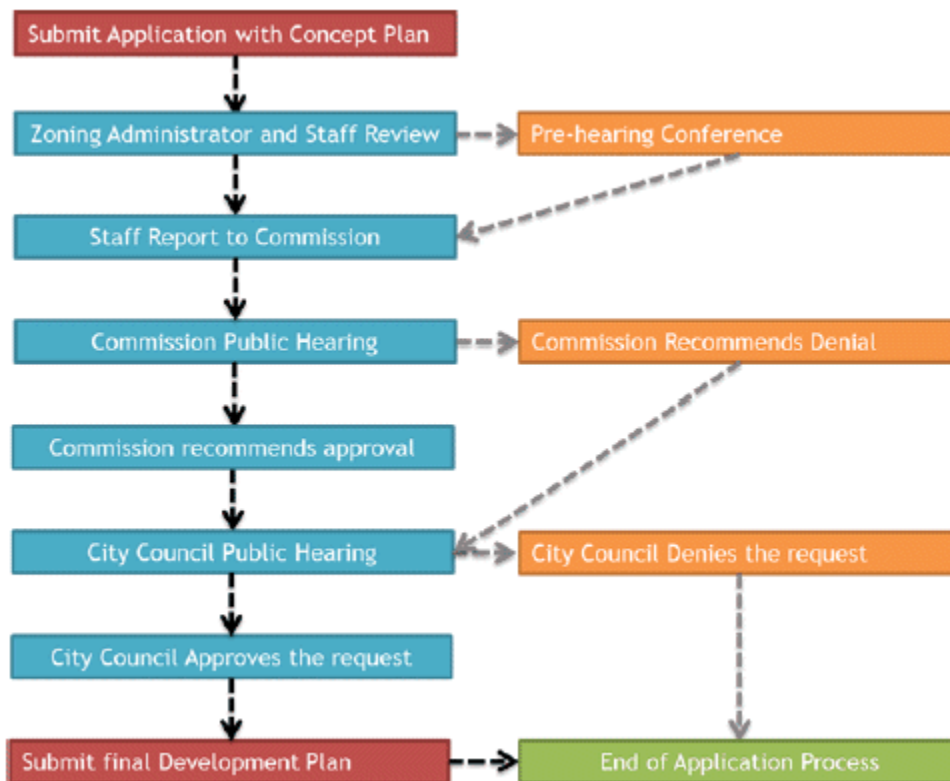 Submit Application with Concept Plan
Zoning Administrator and Staff Review
Pre-hearing Conference
Staff Report to Commission
Commission Public Hearing
Commission Recommends Denial
Commission recommends approval
City Council Public Hearing
City Council Denies the request
City Council Approves the request
Submit final Development Plan
End of Application Process